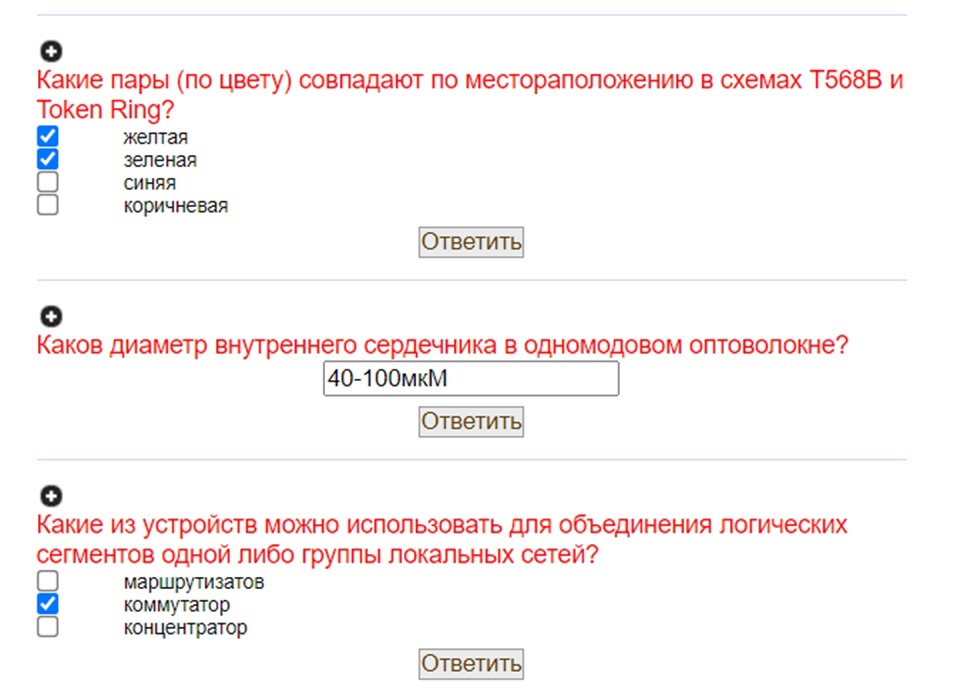 Какие пары (по цвету) совпадают по местораположению в схемах T568B и
Token Ring?
желтая
зеленая
синяя
коричневая
Ответить
Каков диаметр внутреннего сердечника в одномодовом оптоволокне?
40-100мкМ
Ответить
Какие из устройств можно использовать для объединения логических
сегментов одной либо группы локальных сетей?
маршрутизатов
коммутатор
концентратор
Ответить